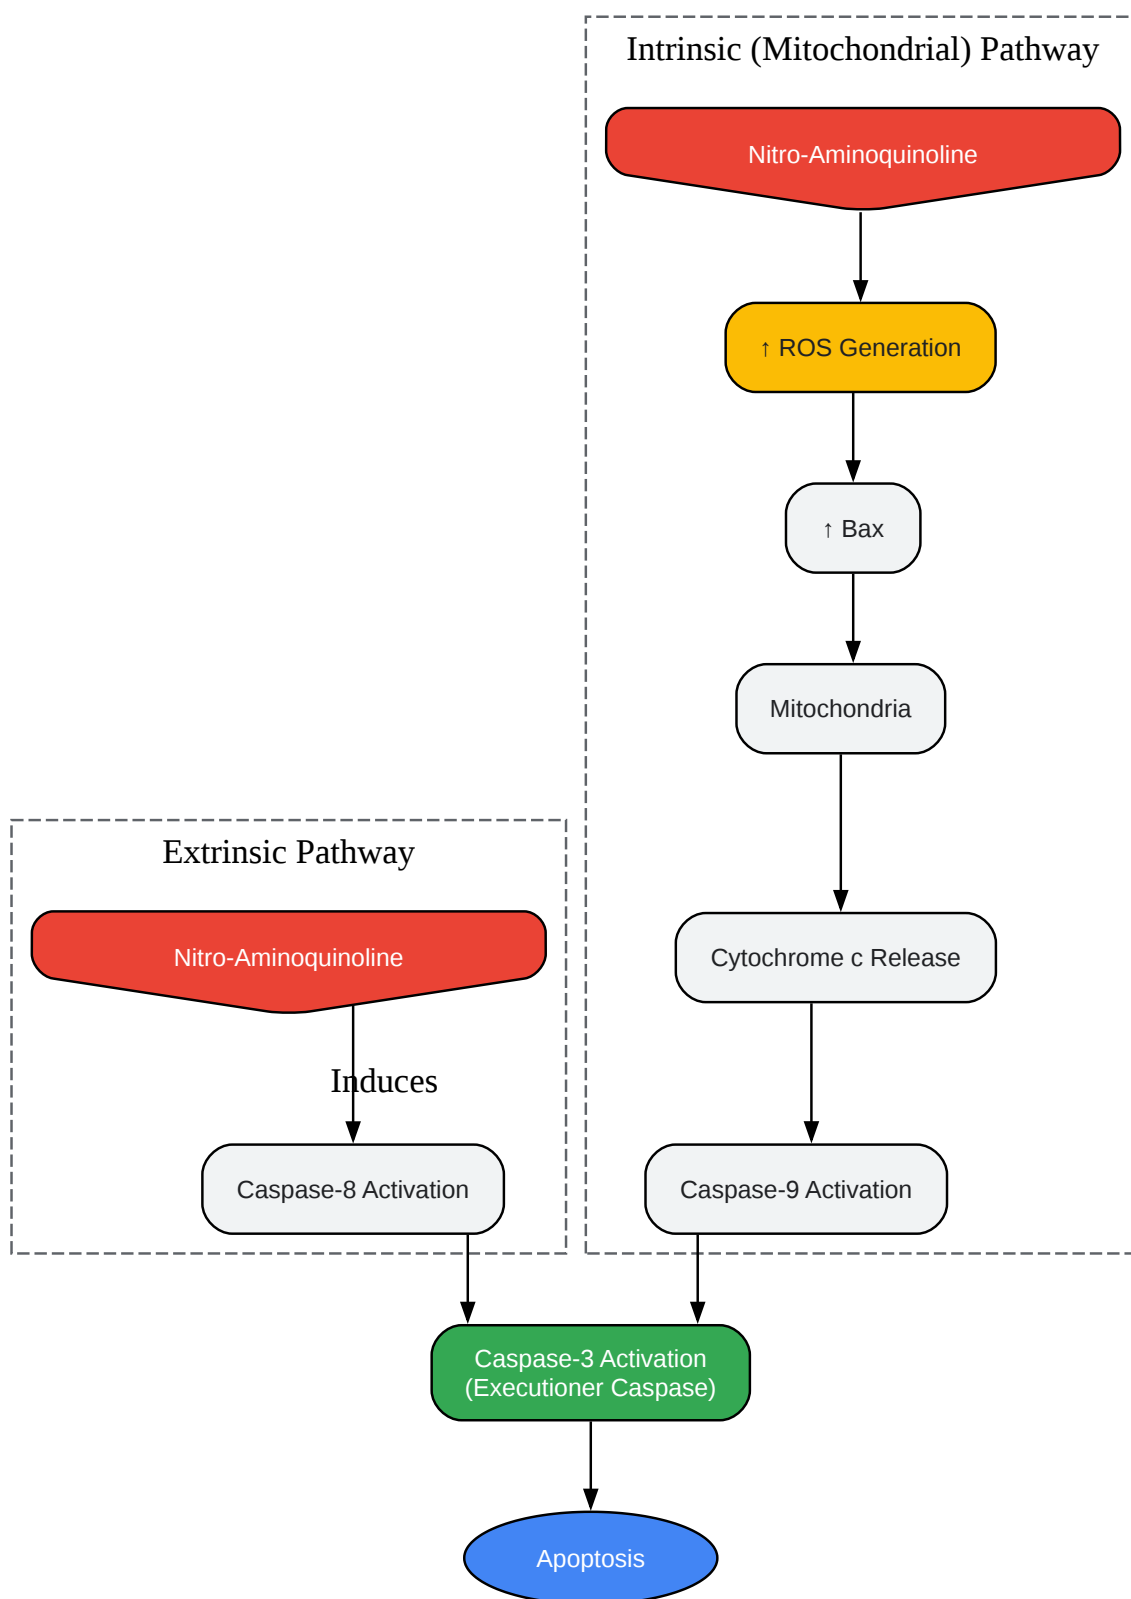 Intrinsic (Mitochondrial) Pathway
Nitro-Aminoquinoline
↑ ROS Generation
↑ Bax
Mitochondria
Extrinsic Pathway
Nitro-Aminoquinoline
Cytochrome c Release
Induces
Caspase-8 Activation
Caspase-9 Activation
Caspase-3 Activation
(Executioner Caspase)
Apoptosis